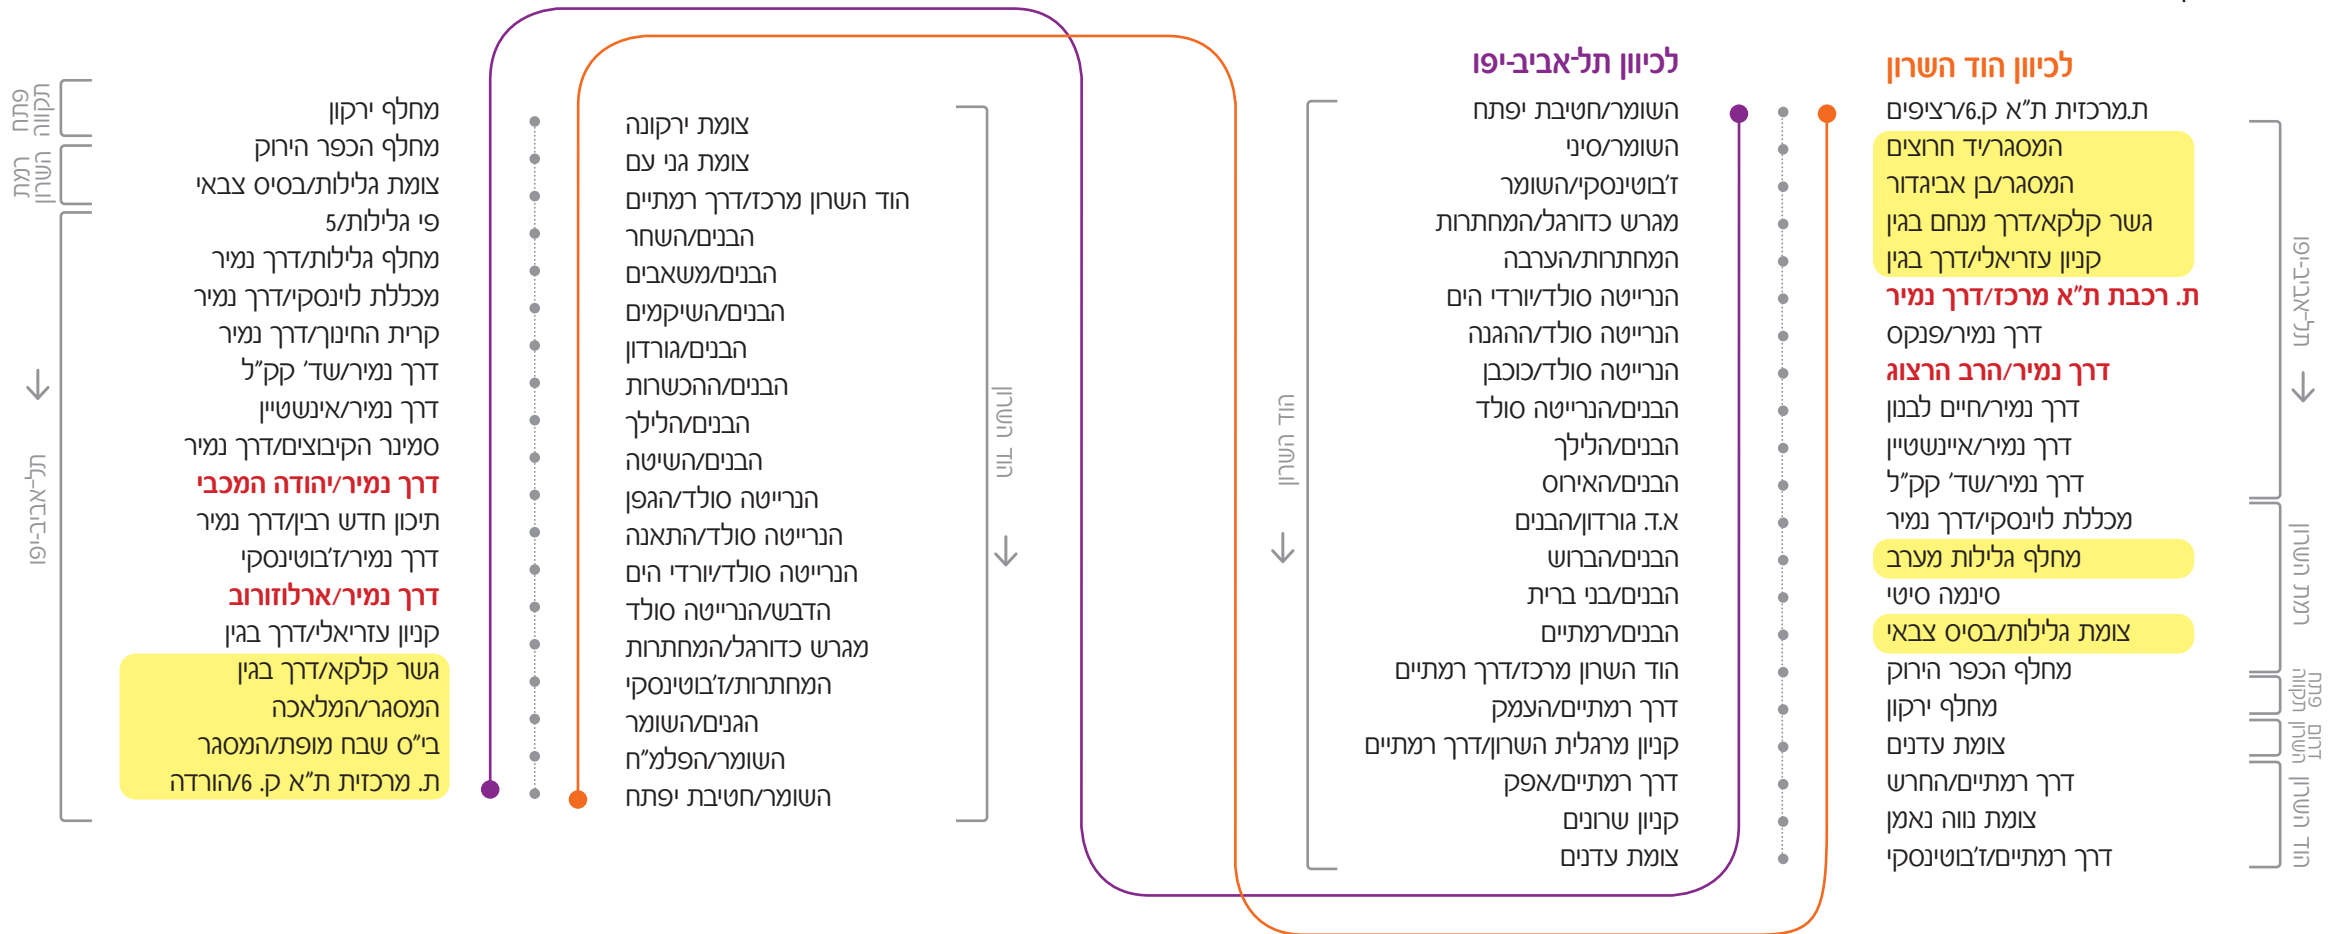 לכיוון הוד השרון
ת.מרכזית ת"א ק.6/רציפים
המסגר/יד חרוצים
המסגר/בן אביגדור
גשר קלקא/דרך מנחם בגין
קניון עזריאלי/דרך בגין
ת. רכבת ת"א מרכז/דרך נמיר
דרך נמיר/פנקס
דרך נמיר/הרב הרצוג
דרך נמיר/חיים לבנון
דרך נמיר/איינשטיין
דרך נמיר/שד' קק"ל
מכללת לוינסקי/דרך נמיר
מחלף גלילות מערב
סינמה סיטי
צומת גלילות/בסיס צבאי
מחלף הכפר הירוק
מחלף ירקון
צומת עדנים
דרך רמתיים/החרש
צומת נווה נאמן
דרך רמתיים/ז'בוטינסקי
תל-אביב-יפו
רמת השרון
פתח תקווה
דרום השרון
הוד השרון
לכיוון תל-אביב-יפו
השומר/חטיבת יפתח
השומר/סיני
ז'בוטינסקי/השומר
מגרש כדורגל/המחתרות
המחתרות/הערבה
הנרייטה סולד/יורדי הים
הנרייטה סולד/ההגנה
הנרייטה סולד/כוכבן
הבנים/הנרייטה סולד
הבנים/הלילך
הבנים/האירוס
א.ד. גורדון/הבנים
הבנים/הברוש
הבנים/בני ברית
הבנים/רמתיים
הוד השרון מרכז/דרך רמתיים
דרך רמתיים/העמק
קניון מרגלית השרון/דרך רמתיים
דרך רמתיים/אפק
קניון שרונים
צומת עדנים
הוד השרון
צומת ירקונה
צומת גני עם
הוד השרון מרכז/דרך רמתיים
הבנים/השחר
הבנים/משאבים
הבנים/השיקמים
הבנים/גורדון
הבנים/ההכשרות
הבנים/הלילך
הבנים/השיטה
הנרייטה סולד/הגפן
הנרייטה סולד/התאנה
הנרייטה סולד/יורדי הים
הדבש/הנרייטה סולד
מגרש כדורגל/המחתרות
המחתרות/ז'בוטינסקי
הגנים/השומר
השומר/הפלמ"ח
השומר/חטיבת יפתח
הוד השרון
מחלף ירקון
מחלף הכפר הירוק
צומת גלילות/בסיס צבאי
פי גלילות/5
מחלף גלילות/דרך נמיר
מכללת לוינסקי/דרך נמיר
קרית החינוך/דרך נמיר
דרך נמיר/שד' קק"ל
דרך נמיר/אינשטיין
סמינר הקיבוצים/דרך נמיר
דרך נמיר/יהודה המכבי
תיכון חדש רבין/דרך נמיר
דרך נמיר/ז'בוטינסקי
דרך נמיר/ארלוזורוב
קניון עזריאלי/דרך בגין
גשר קלקא/דרך בגין
המסגר/המלאכה
בי"ס שבח מופת/המסגר
ת. מרכזית ת"א ק. 6/הורדה
פתח תקווה
רמת השרון
תל-אביב-יפו